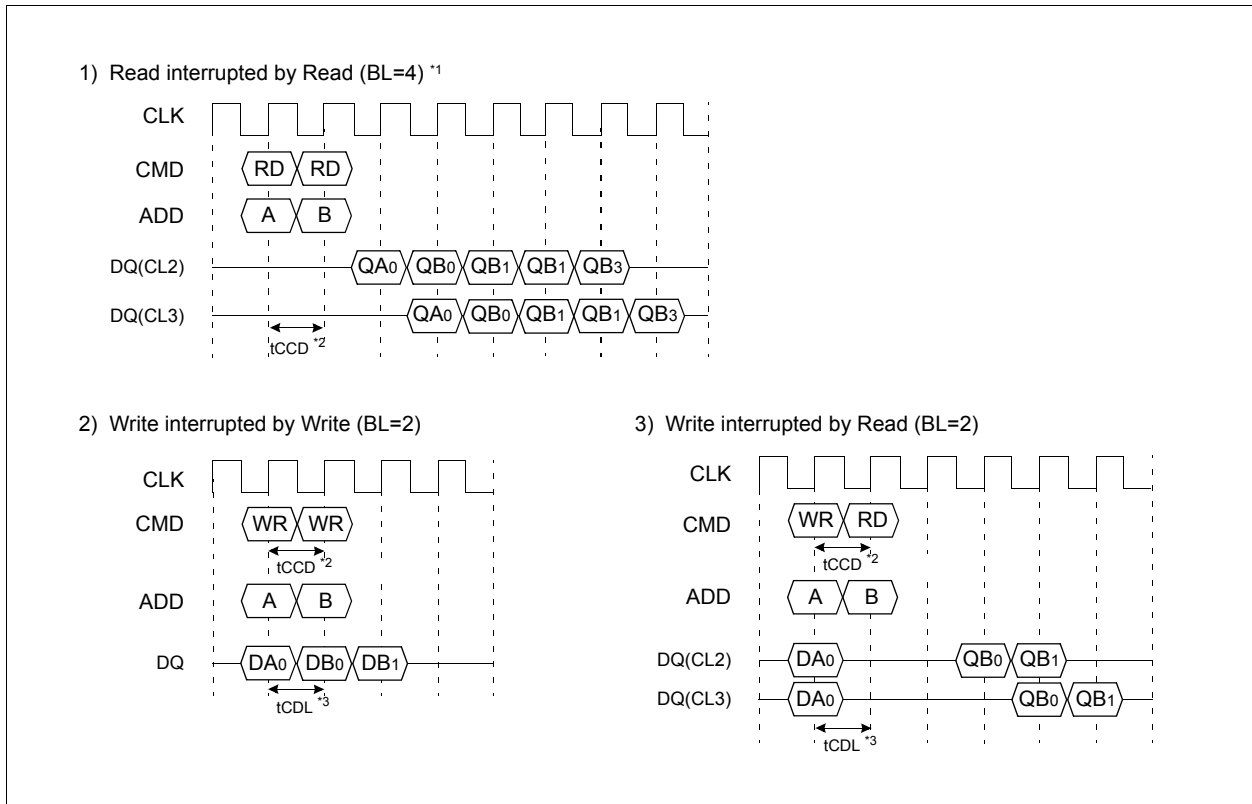 1) Read interrupted by Read (BL=4) *1
CLK
CMD RD RD
ADD A B
DQ(CL2) QA0 QB0 QB1 QB1 QB3
DQ(CL3) QA0 QB0 QB1 QB1 QB3
tCCD *2
2) Write interrupted by Write (BL=2)
CLK
CMD WR WR
tCCD *2
ADD A B
DQ DA0 DB0 DB1
tCDL *3
3) Write interrupted by Read (BL=2)
CLK
CMD WR RD
tCCD *2
ADD A B
DQ(CL2) DA0 QB0 QB1
DQ(CL3) DA0 QB0 QB1
tCDL *3